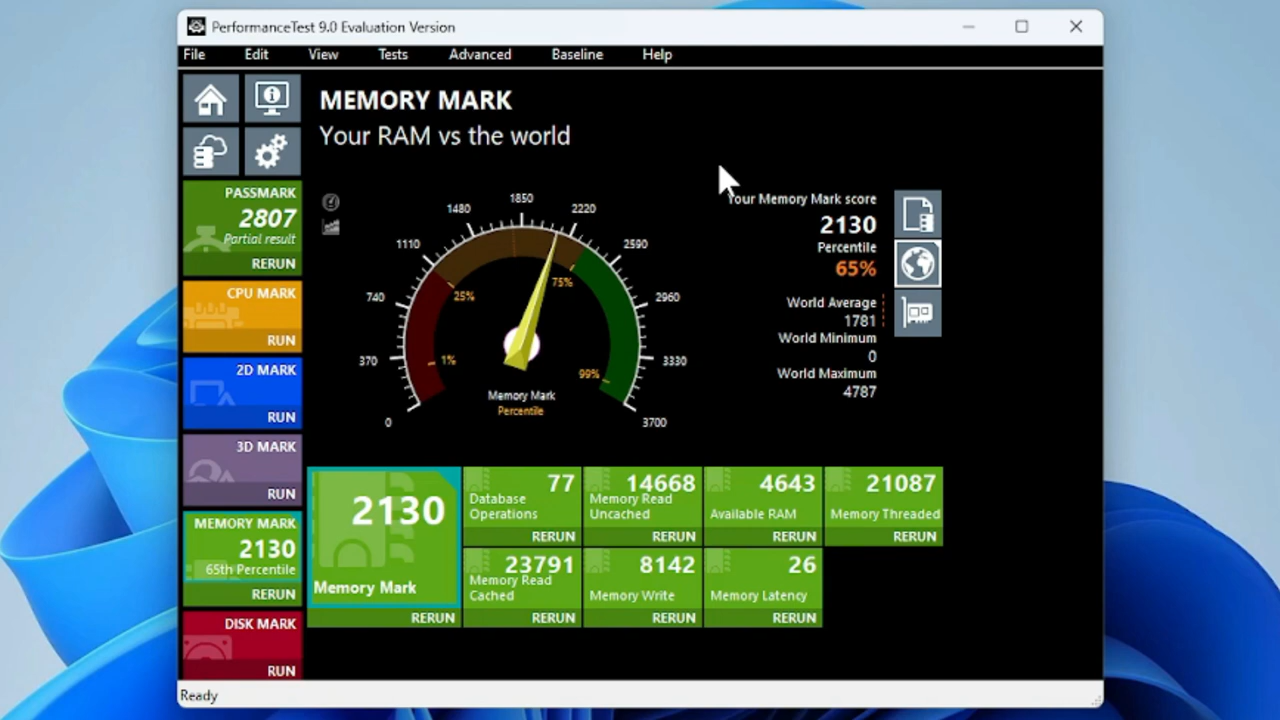 PerformanceTest 9.0 Evaluation Version
File Edit View Tests Advanced Baseline Help
MEMORY MARK
Your RAM vs the world
PASSMARK
2807
Partial result
RERUN
CPU MARK
RUN
2D MARK
RUN
3D MARK
RUN
MEMORY MARK
2130
65th Percentile
RERUN
DISK MARK
RUN
0
370
740
1110
1480
1850
2220
2590
2960
3330
3700
1%
25%
75%
99%
Memory Mark
Percentile
Your Memory Mark score
2130
Percentile
65%
World Average
1781
World Minimum
0
World Maximum
4787
2130
Memory Mark
RERUN
77
Database
Operations
RERUN
14668
Memory Read
Uncached
RERUN
4643
Available RAM
RERUN
21087
Memory Threaded
RERUN
23791
Memory Read
Cached
RERUN
8142
Memory Write
RERUN
26
Memory Latency
RERUN
Ready